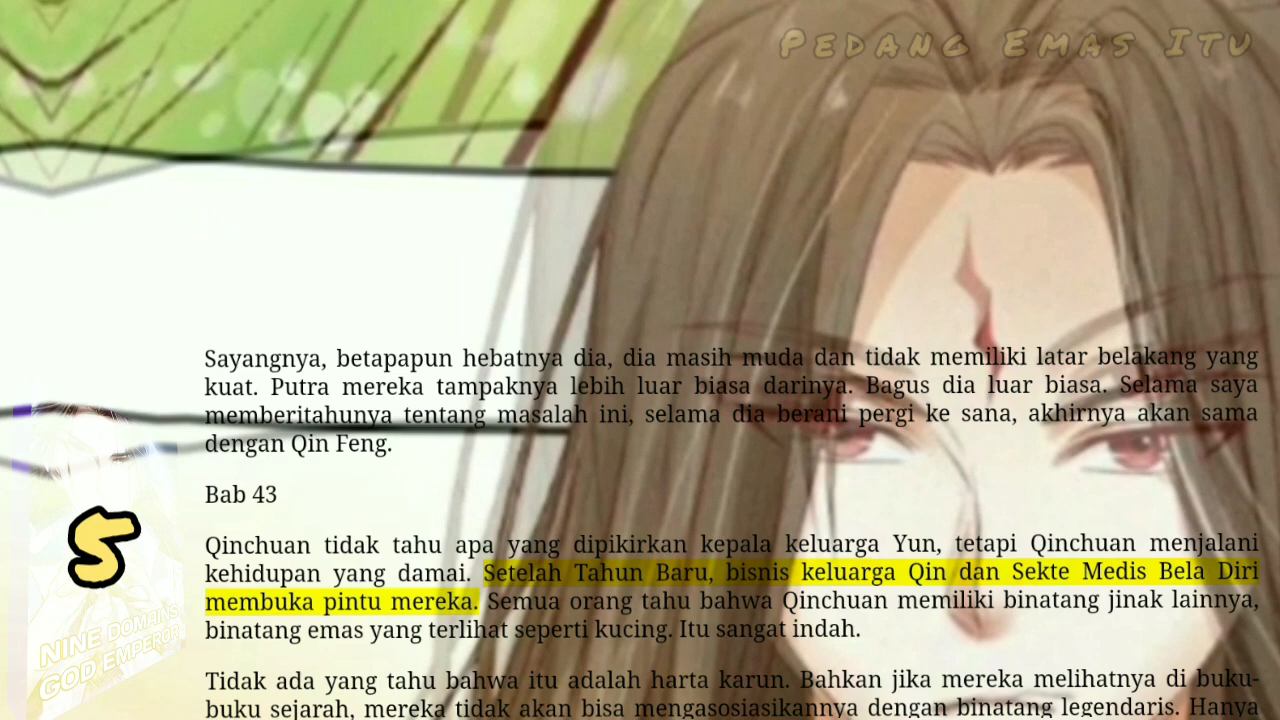 Pedang Emas Itu
Sayangnya, betapapun hebatnya dia, dia masih muda dan tidak memiliki latar belakang yang
kuat. Putra mereka tampaknya lebih luar biasa darinya. Bagus dia luar biasa. Selama saya
memberitahunya tentang masalah ini, selama dia berani pergi ke sana, akhirnya akan sama
dengan Qin Feng.
Bab 43
Qinchuan tidak tahu apa yang dipikirkan kepala keluarga Yun, tetapi Qinchuan menjalani
kehidupan yang damai. Setelah Tahun Baru, bisnis keluarga Qin dan Sekte Medis Bela Diri
membuka pintu mereka. Semua orang tahu bahwa Qinchuan memiliki binatang jinak lainnya,
binatang emas yang terlihat seperti kucing. Itu sangat indah.
Tidak ada yang tahu bahwa itu adalah harta karun. Bahkan jika mereka melihatnya di buku-
buku sejarah, mereka tidak akan bisa mengasosiasikannya dengan binatang legendaris. Hanya
S
NINE DOMAINS
GOD EMPEROR